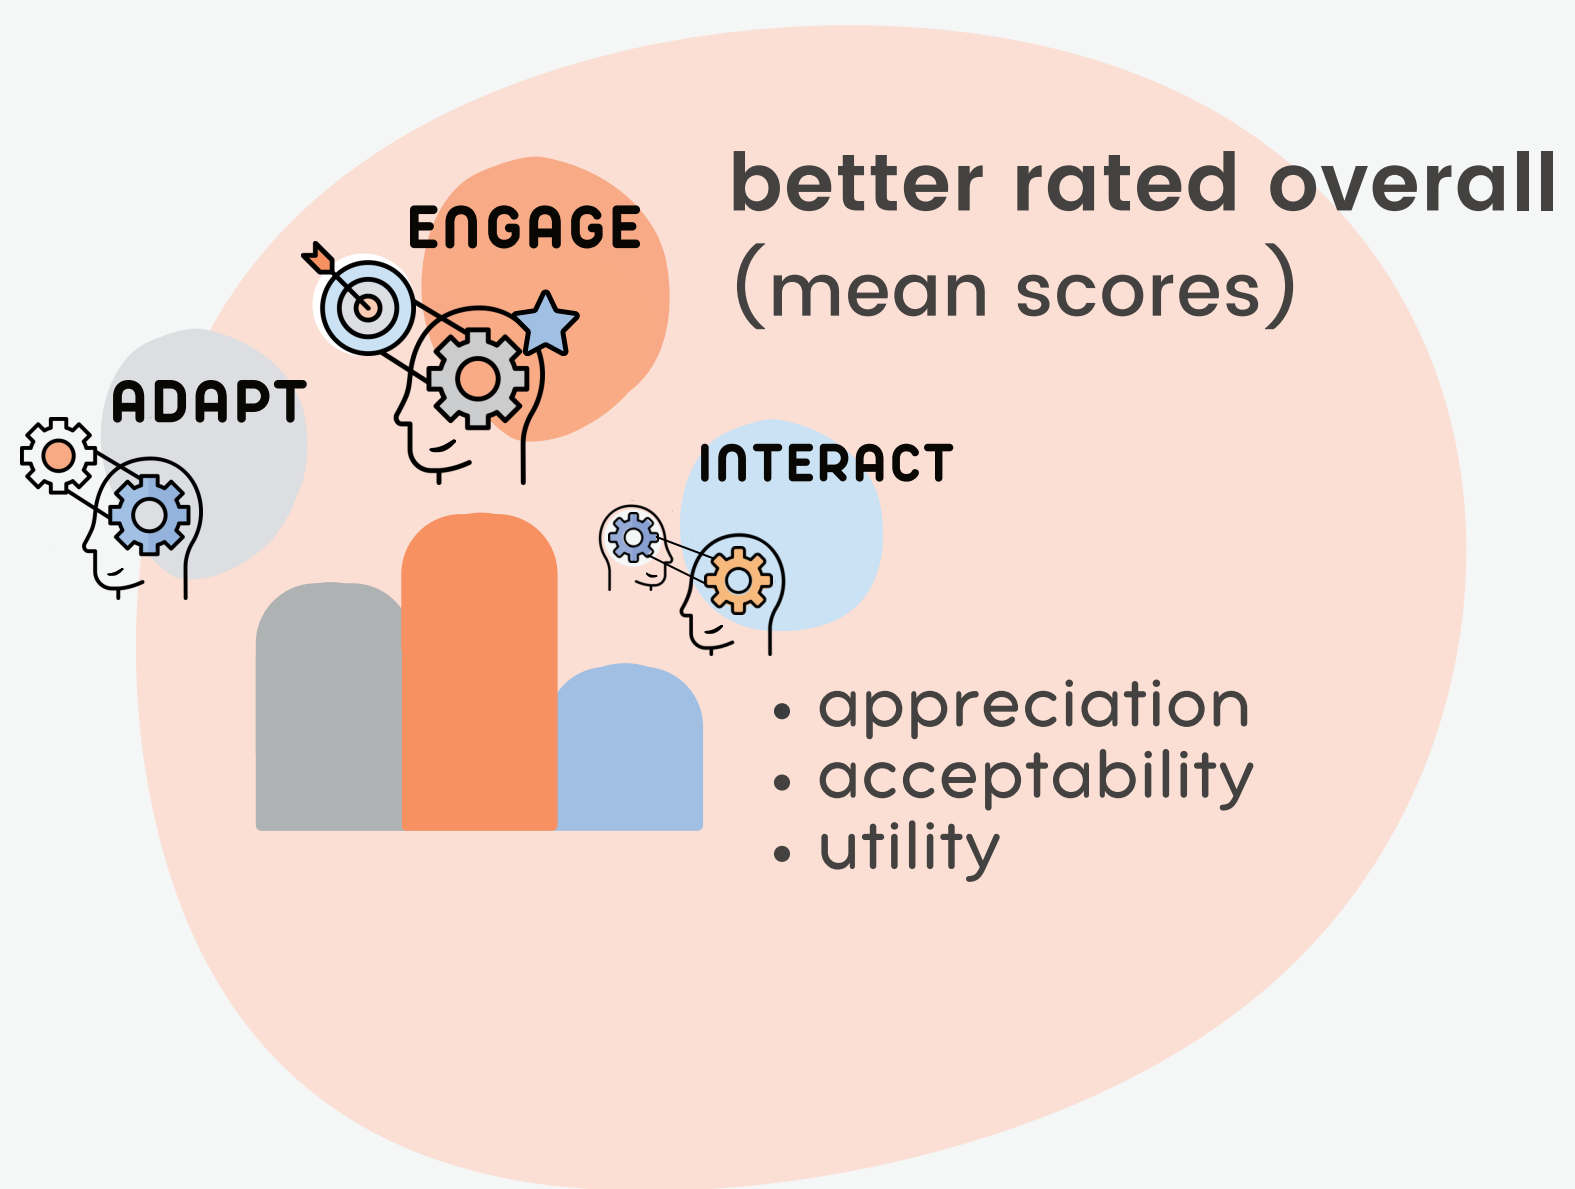 better rated overall
(mean scores)
ENGAGE
ADAPT
INTERACT
• appreciation
• acceptability
• utility